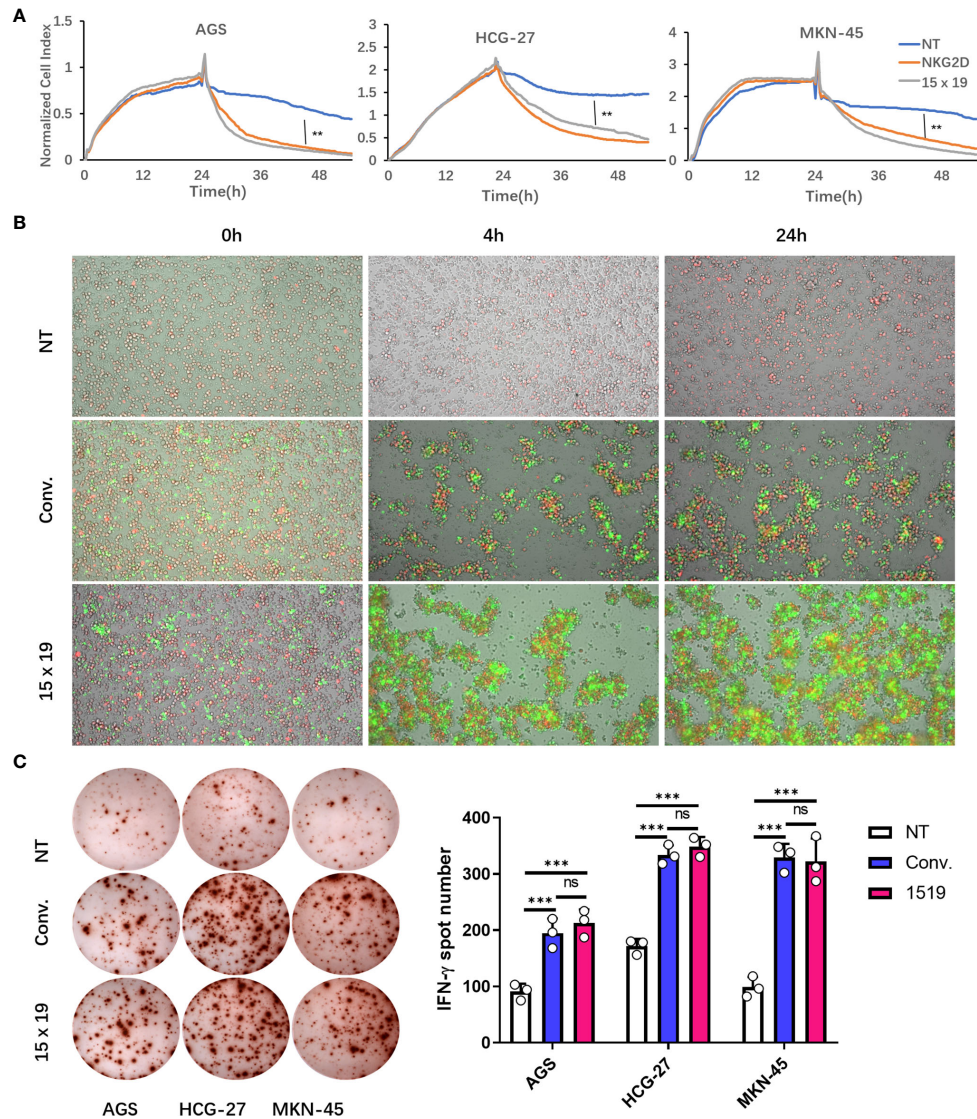 A
AGS
HCG-27
MKN-45
Normalized Cell Index
1.5
1
0.5
0
0 12 24 36 48
Time(h)
**
3
2.5
2
1.5
1
0.5
0
0 12 24 36 48
Time(h)
**
4
2
0
0 12 24 36 48
Time(h)
**
NT
NKG2D
15 x 19
B
0h 4h 24h
NT
Conv.
15 x 19
C
NT
Conv.
15 x 19
AGS HCG-27 MKN-45
IFN-γ spot number
400
300
200
100
0
*** ns ***
*** ns ***
*** ns ***
AGS
HCG-27
MKN-45
NT
Conv.
1519